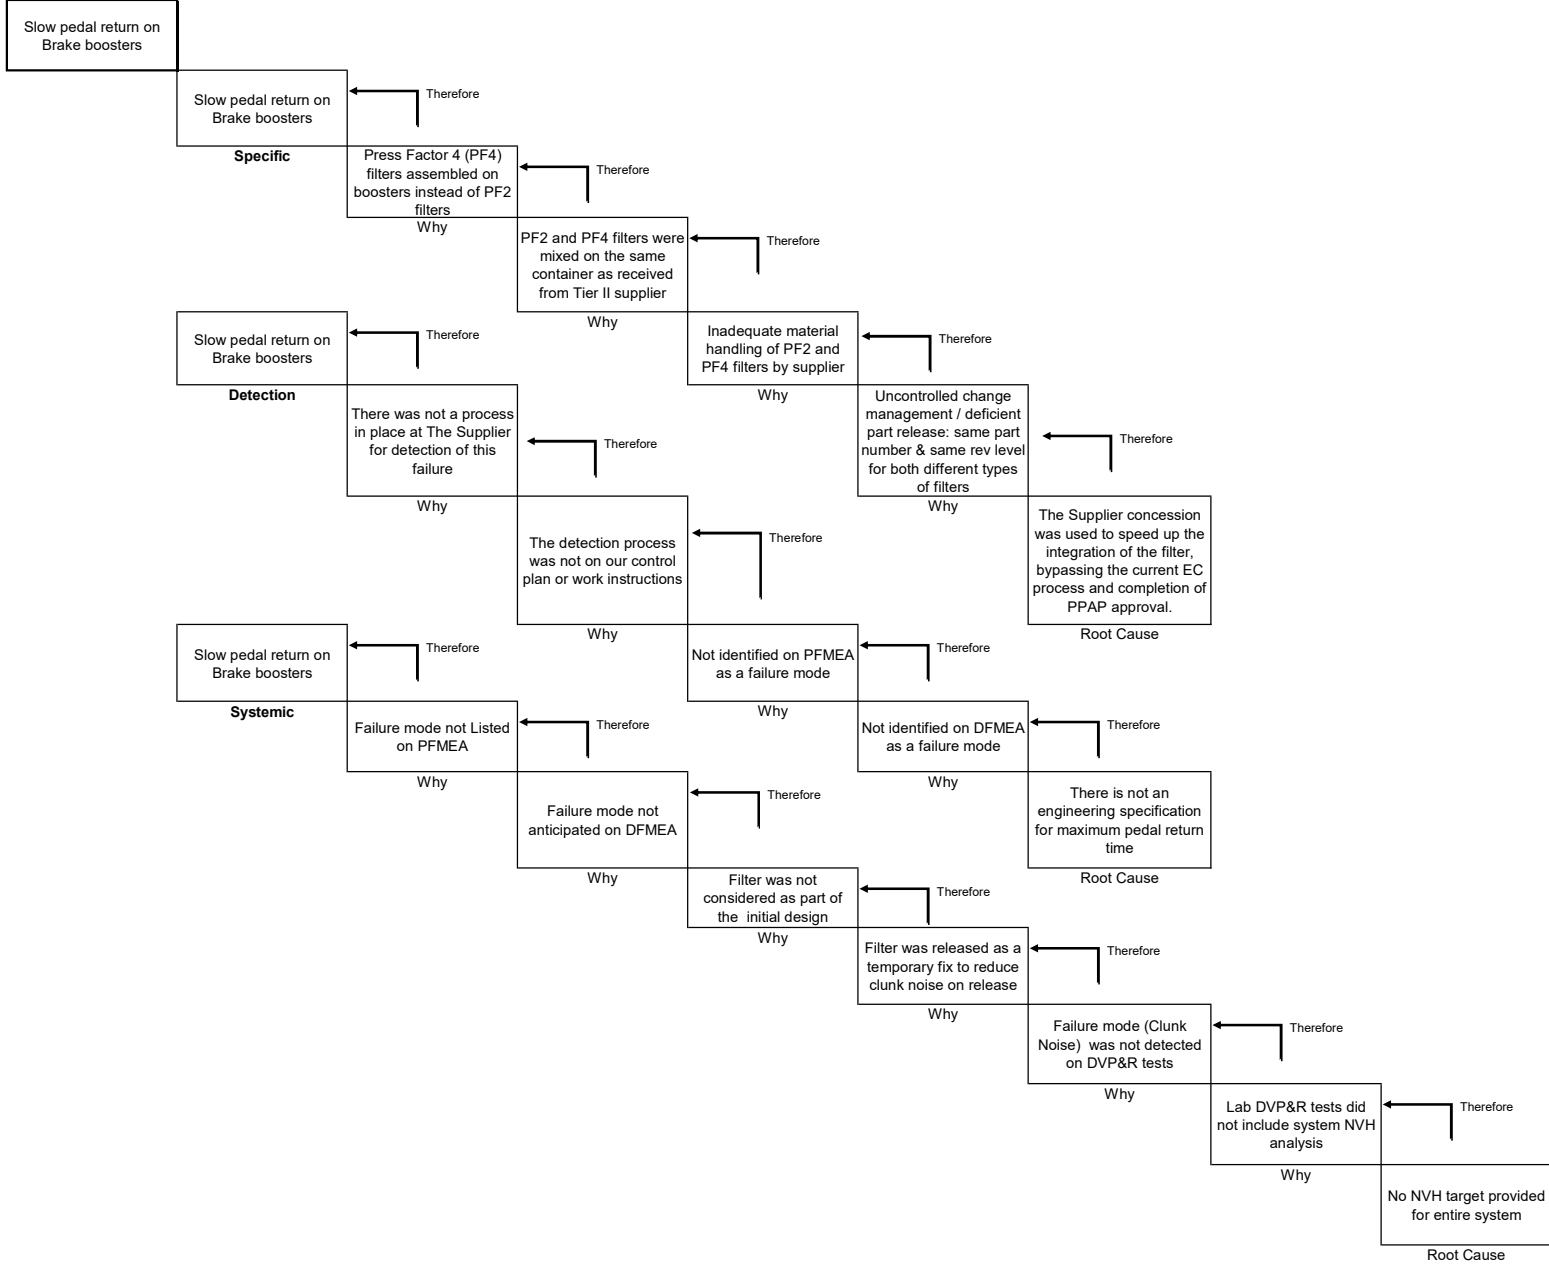 Slow pedal return on
Brake boosters
Slow pedal return on
Brake boosters
Therefore
Specific
Press Factor 4 (PF4)
filters assembled on
boosters instead of PF2
filters
Therefore
Why
PF2 and PF4 filters were
mixed on the same
container as received
from Tier II supplier
Therefore
Why
Inadequate material
handling of PF2 and
PF4 filters by supplier
Therefore
Why
Uncontrolled change
management / deficient
part release: same part
number & same rev level
for both different types
of filters
Therefore
Why
The Supplier concession
was used to speed up the
integration of the filter,
bypassing the current EC
process and completion of
PPAP approval.
Root Cause
Slow pedal return on
Brake boosters
Therefore
Detection
There was not a process
in place at The Supplier
for detection of this
failure
Therefore
Why
The detection process
was not on our control
plan or work instructions
Therefore
Why
Not identified on PFMEA
as a failure mode
Therefore
Why
Not identified on DFMEA
as a failure mode
Therefore
Why
There is not an
engineering specification
for maximum pedal return
time
Root Cause
Slow pedal return on
Brake boosters
Therefore
Systemic
Failure mode not Listed
on PFMEA
Therefore
Why
Failure mode not
anticipated on DFMEA
Therefore
Why
Filter was not
considered as part of
the initial design
Therefore
Why
Filter was released as a
temporary fix to reduce
clunk noise on release
Therefore
Why
Failure mode (Clunk
Noise) was not detected
on DVP&R tests
Therefore
Why
Lab DVP&R tests did
not include system NVH
analysis
Therefore
Why
No NVH target provided
for entire system
Root Cause